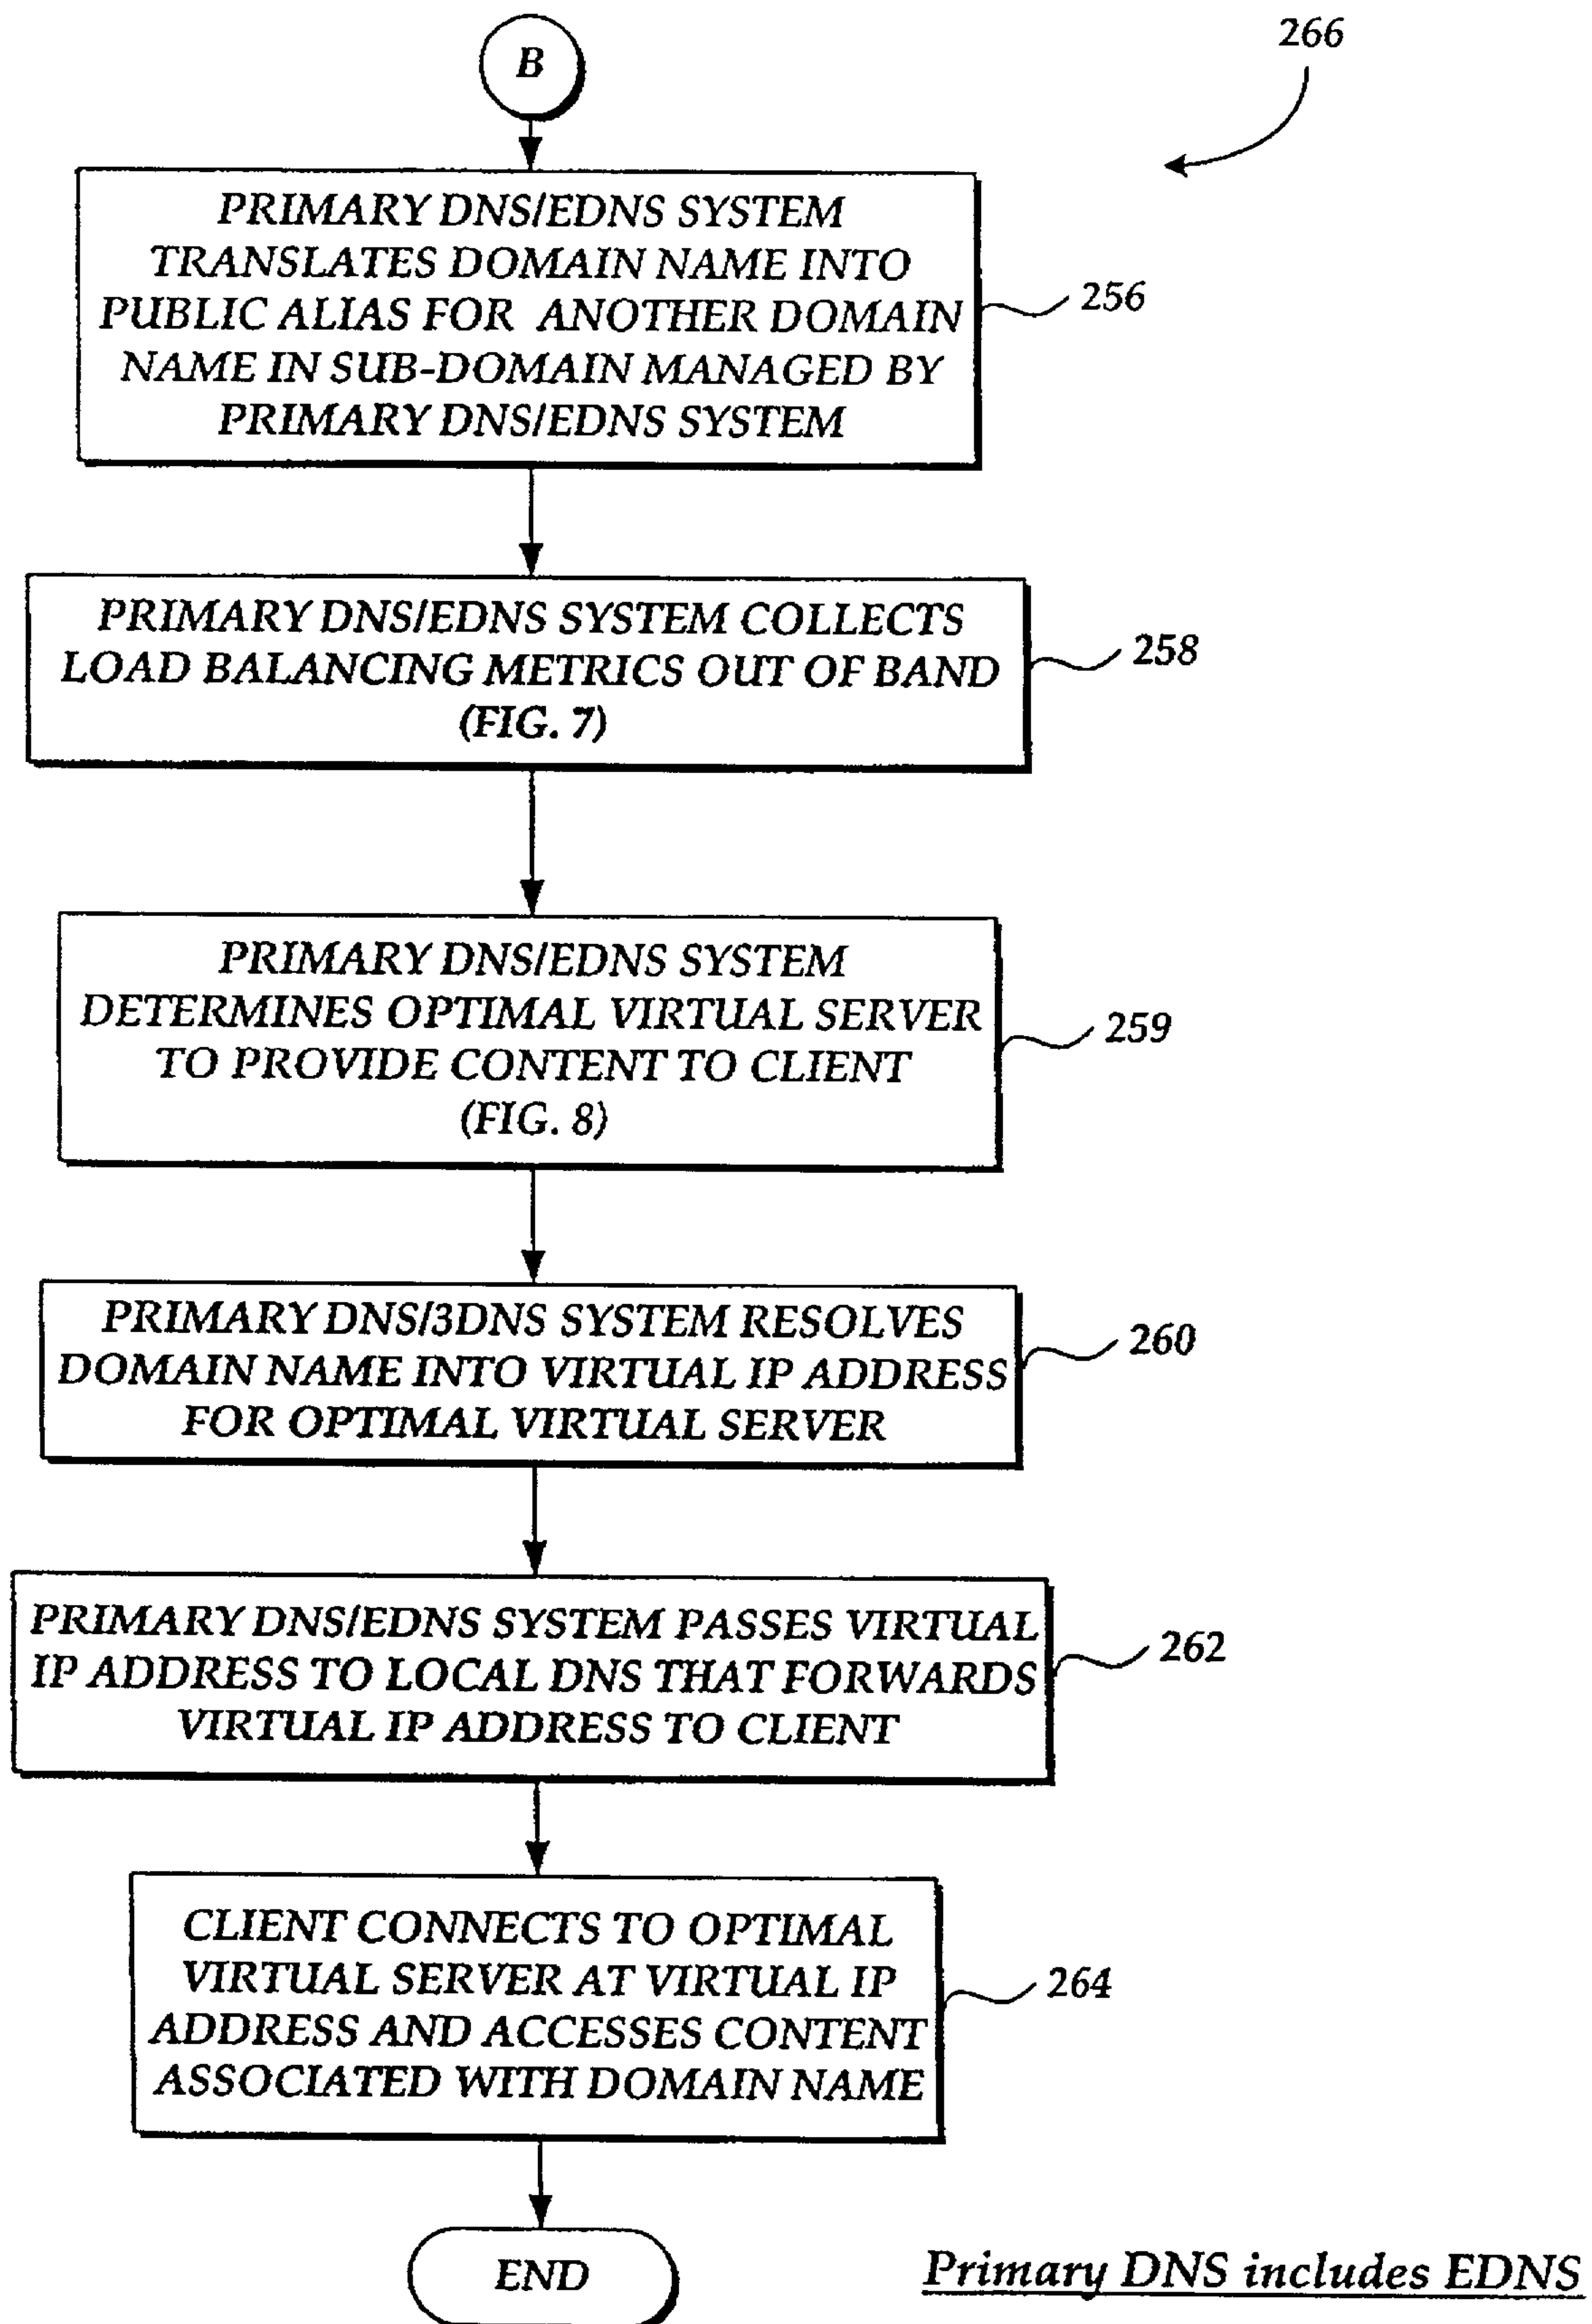 B
266
PRIMARY DNS/EDNS SYSTEM
TRANSLATES DOMAIN NAME INTO
PUBLIC ALIAS FOR ANOTHER DOMAIN
NAME IN SUB-DOMAIN MANAGED BY
PRIMARY DNS/EDNS SYSTEM
256
PRIMARY DNS/EDNS SYSTEM COLLECTS
LOAD BALANCING METRICS OUT OF BAND
(FIG. 7)
258
PRIMARY DNS/EDNS SYSTEM
DETERMINES OPTIMAL VIRTUAL SERVER
TO PROVIDE CONTENT TO CLIENT
(FIG. 8)
259
PRIMARY DNS/3DNS SYSTEM RESOLVES
DOMAIN NAME INTO VIRTUAL IP ADDRESS
FOR OPTIMAL VIRTUAL SERVER
260
PRIMARY DNS/EDNS SYSTEM PASSES VIRTUAL
IP ADDRESS TO LOCAL DNS THAT FORWARDS
VIRTUAL IP ADDRESS TO CLIENT
262
CLIENT CONNECTS TO OPTIMAL
VIRTUAL SERVER AT VIRTUAL IP
ADDRESS AND ACCESSES CONTENT
ASSOCIATED WITH DOMAIN NAME
264
END
Primary DNS includes EDNS